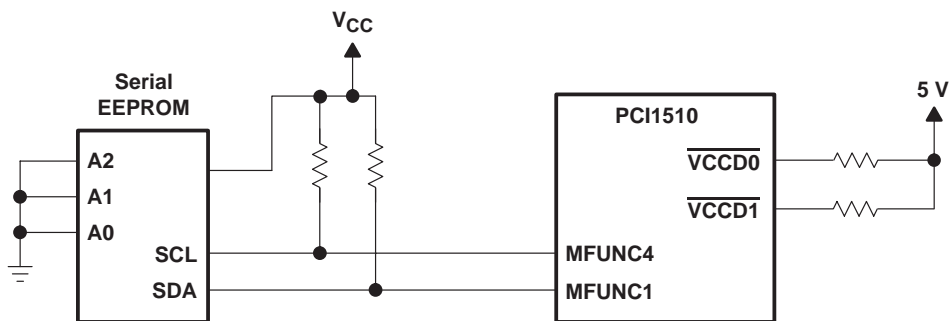 VCC
Serial
EEPROM
A2
A1
A0
SCL
SDA
PCI1510
VCCD0
VCCD1
MFUNC4
MFUNC1
5 V